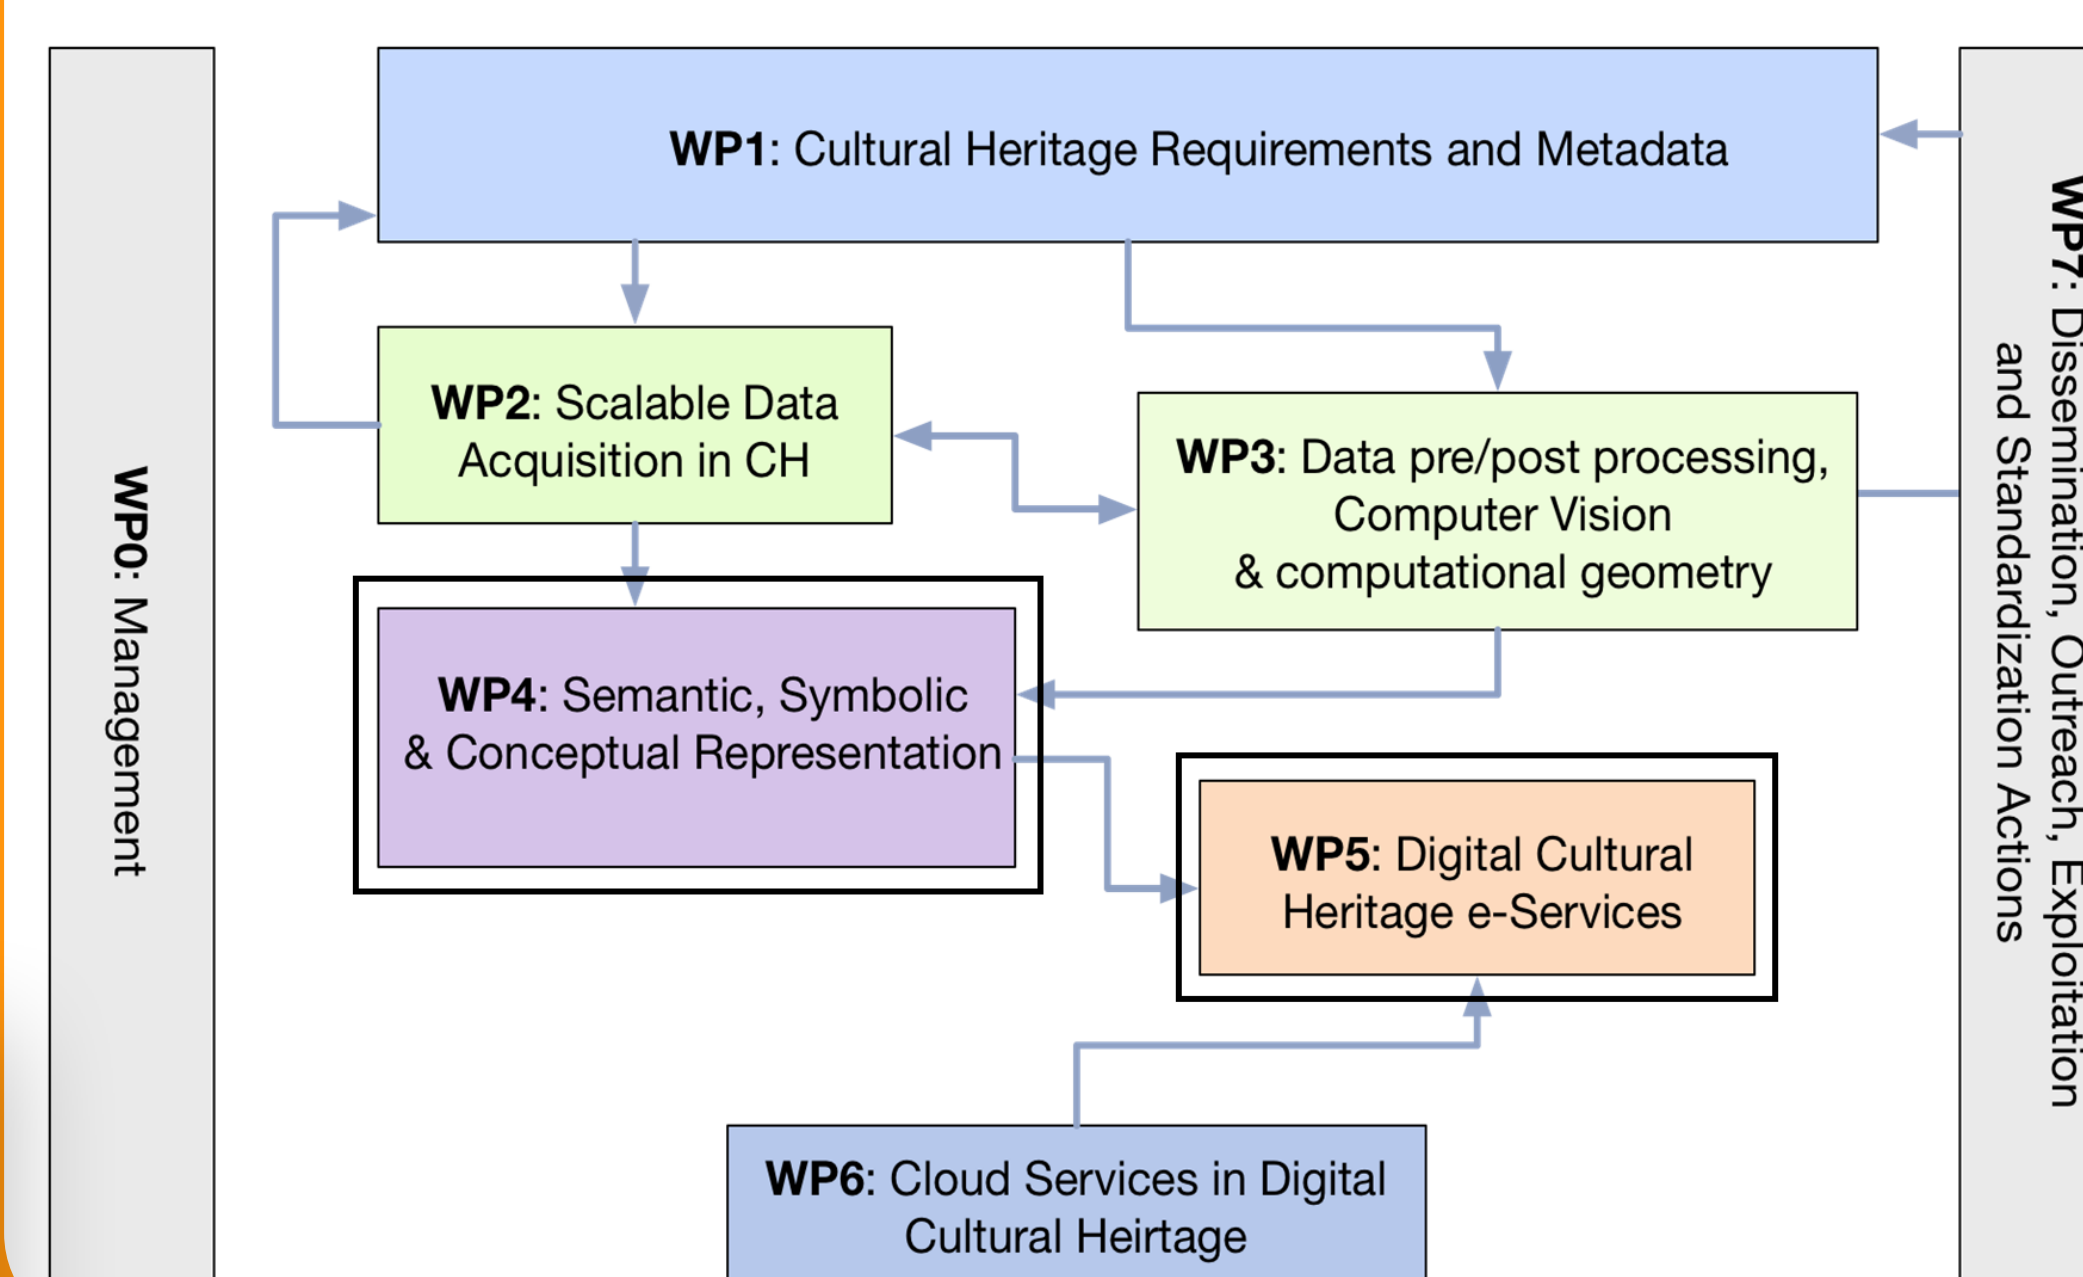 WP0: Management
WP1: Cultural Heritage Requirements and Metadata
WP2: Scalable Data
Acquisition in CH
WP3: Data pre/post processing,
Computer Vision
& computational geometry
WP4: Semantic, Symbolic
& Conceptual Representation
WP5: Digital Cultural
Heritage e-Services
WP6: Cloud Services in Digital
Cultural Heirtage
WP7: Dissemination, Outreach, Exploitation
and Standardization Actions